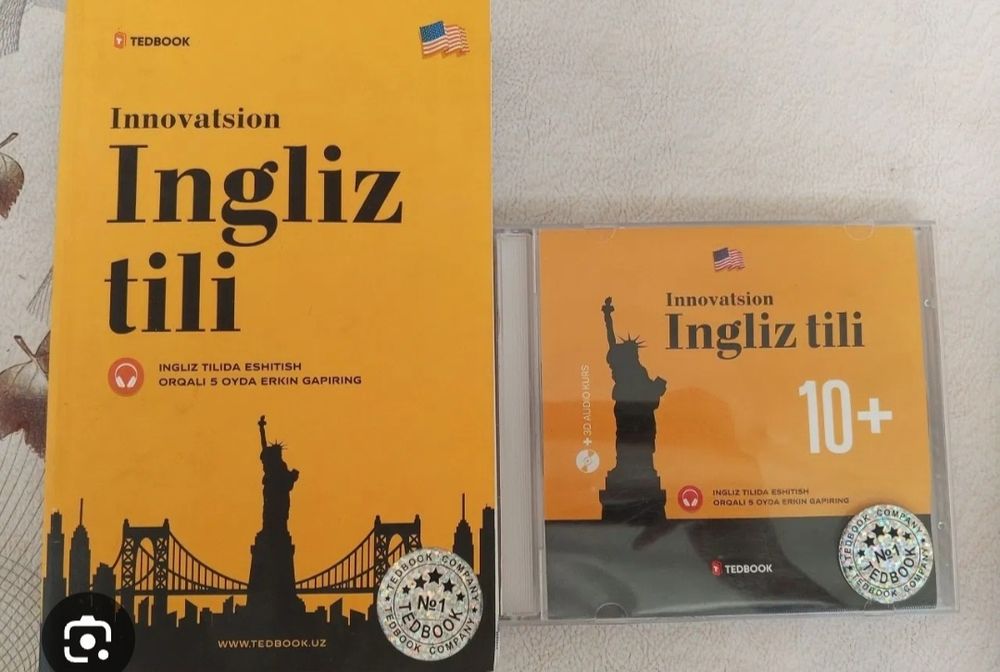 TEDBOOK
Innovatsion
Ingliz
tili
INGLIZ TILIDA ESHITISH
ORQALI 5 OYDA ERKIN GAPIRING
TEDBOOK COMPANY
№1
TEDBOOK
TEDBOOK COMPANY
WWW.TEDBOOK.UZ
Innovatsion
Ingliz tili
10+
+ 3D AUDIO KURS
INGLIZ TILIDA ESHITISH
ORQALI 5 OYDA ERKIN GAPIRING
TEDBOOK
TEDBOOK COMPANY
№1
TEDBOOK
TEDBOOK COMPANY